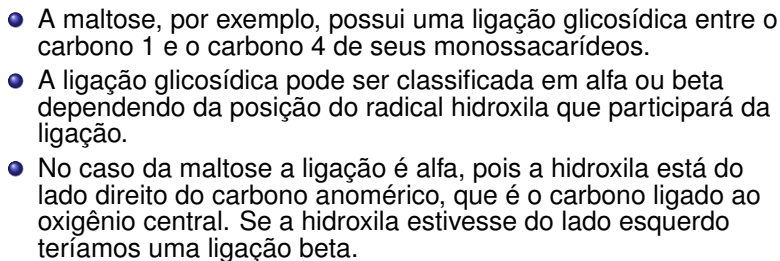 A maltose, por exemplo, possui uma ligação glicosídica entre o
carbono 1 e o carbono 4 de seus monossacarídeos.
A ligação glicosídica pode ser classificada em alfa ou beta
dependendo da posição do radical hidroxila que participará da
ligação.
No caso da maltose a ligação é alfa, pois a hidroxila está do
lado direito do carbono anomérico, que é o carbono ligado ao
oxigênio central. Se a hidroxila estivesse do lado esquerdo
teríamos uma ligação beta.